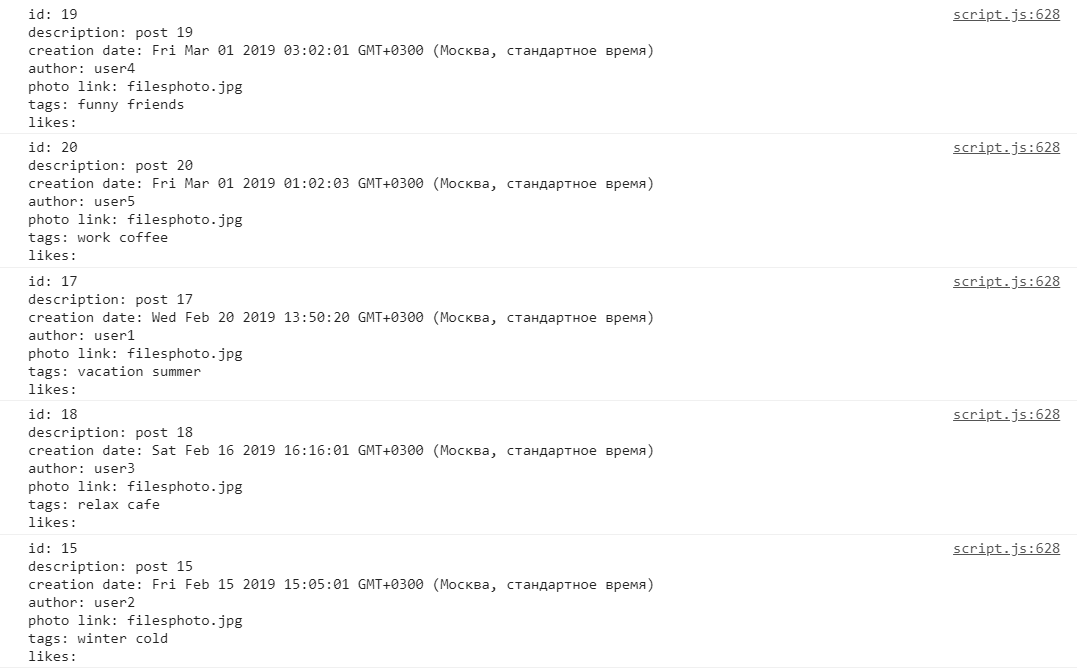 id: 19 script.js:628
description: post 19
creation date: Fri Mar 01 2019 03:02:01 GMT+0300 (Москва, стандартное время)
author: user4
photo link: filesphoto.jpg
tags: funny friends
likes:
id: 20 script.js:628
description: post 20
creation date: Fri Mar 01 2019 01:02:03 GMT+0300 (Москва, стандартное время)
author: user5
photo link: filesphoto.jpg
tags: work coffee
likes:
id: 17 script.js:628
description: post 17
creation date: Wed Feb 20 2019 13:50:20 GMT+0300 (Москва, стандартное время)
author: user1
photo link: filesphoto.jpg
tags: vacation summer
likes:
id: 18 script.js:628
description: post 18
creation date: Sat Feb 16 2019 16:16:01 GMT+0300 (Москва, стандартное время)
author: user3
photo link: filesphoto.jpg
tags: relax cafe
likes:
id: 15 script.js:628
description: post 15
creation date: Fri Feb 15 2019 15:05:01 GMT+0300 (Москва, стандартное время)
author: user2
photo link: filesphoto.jpg
tags: winter cold
likes: